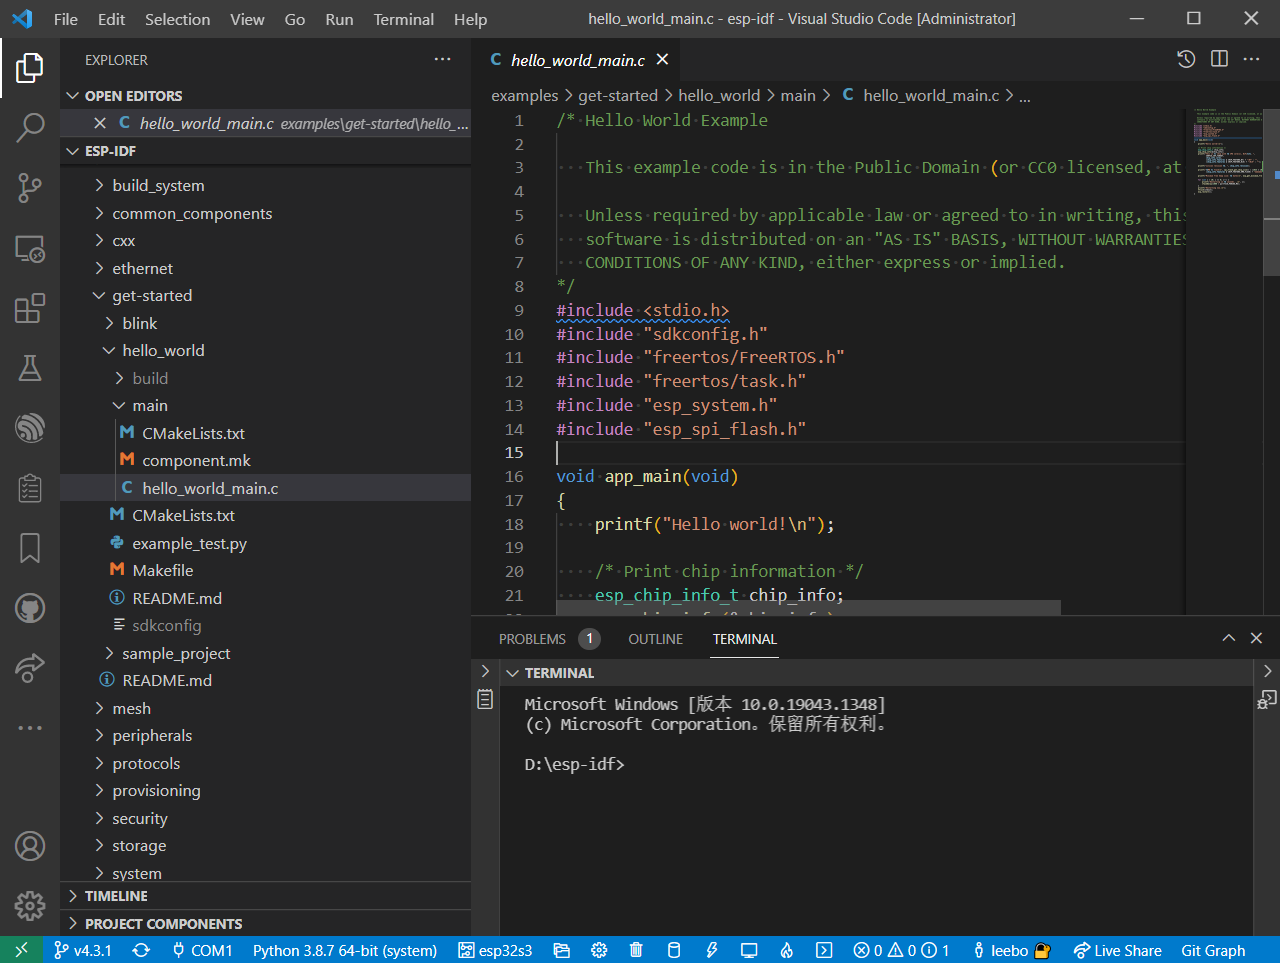 File Edit Selection View Go Run Terminal Help
hello_world_main.c - esp-idf - Visual Studio Code [Administrator]
EXPLORER
OPEN EDITORS
C hello_world_main.c examples\get-started\hello_...
ESP-IDF
build_system
common_components
cxx
ethernet
get-started
blink
hello_world
build
main
M CMakeLists.txt
M component.mk
C hello_world_main.c
M CMakeLists.txt
example_test.py
M Makefile
README.md
sdkconfig
sample_project
README.md
mesh
peripherals
protocols
provisioning
security
storage
system
TIMELINE
PROJECT COMPONENTS
C hello_world_main.c
examples > get-started > hello_world > main > C hello_world_main.c > ...
1 /* Hello World Example
2
3 This example code is in the Public Domain (or CC0 licensed, at
4
5 Unless required by applicable law or agreed to in writing, this
6 software is distributed on an "AS IS" BASIS, WITHOUT WARRANTIES
7 CONDITIONS OF ANY KIND, either express or implied.
8 */
9 #include <stdio.h>
10 #include "sdkconfig.h"
11 #include "freertos/FreeRTOS.h"
12 #include "freertos/task.h"
13 #include "esp_system.h"
14 #include "esp_spi_flash.h"
15
16 void app_main(void)
17 {
18 printf("Hello world!\n");
19
20 /* Print chip information */
21 esp_chip_info_t chip_info;
PROBLEMS 1 OUTLINE TERMINAL
TERMINAL
Microsoft Windows [版本 10.0.19043.1348]
(c) Microsoft Corporation。保留所有权利。
D:\esp-idf>
v4.3.1 COM1 Python 3.8.7 64-bit (system) esp32s3 0 0 1 leebo Live Share Git Graph